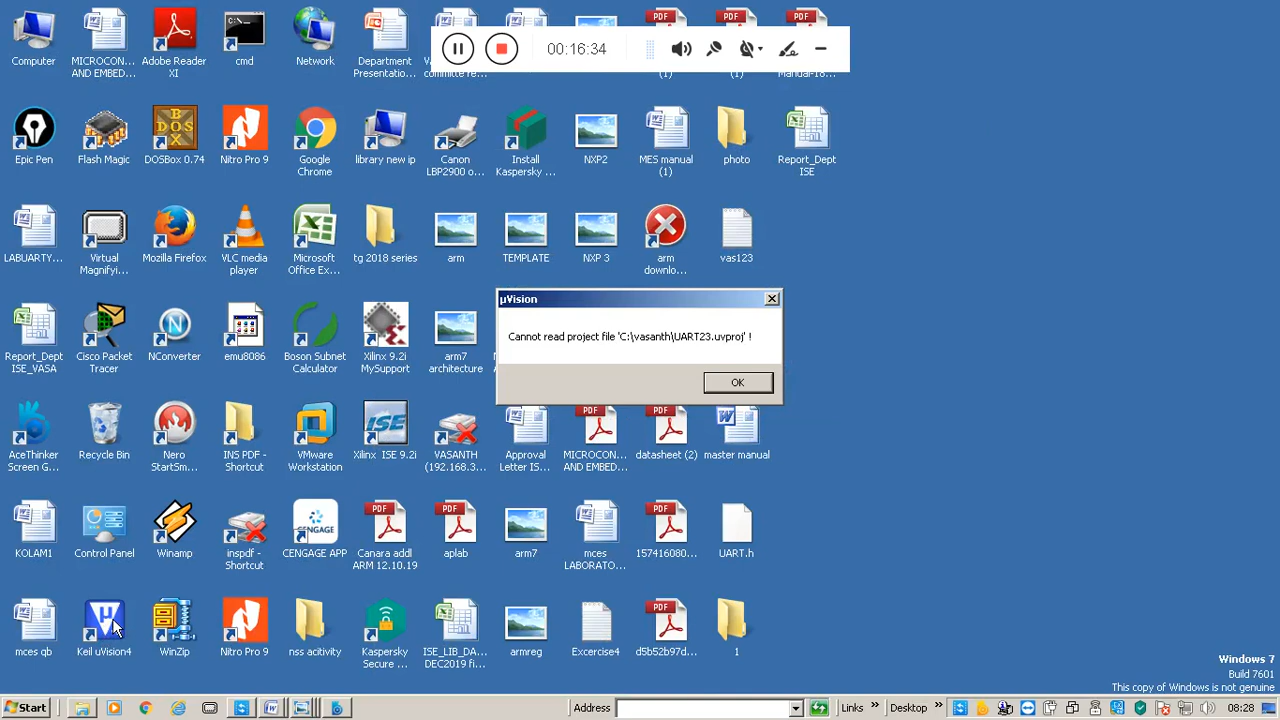 00:16:34
Computer
MICROCON...
AND EMBED...
Adobe Reader
XI
cmd
Network
Department
Presentatio...
committe re...
(1)
(1)
Manual-18...
Epic Pen
Flash Magic
DOSBox 0.74
Nitro Pro 9
Google
Chrome
library new ip
Canon
LBP2900 o...
Install
Kaspersky ...
NXP2
MES manual
(1)
photo
Report_Dept
ISE
LABUARTY...
Virtual
Magnifyi...
Mozilla Firefox
VLC media
player
Microsoft
Office Ex...
tg 2018 series
arm
TEMPLATE
NXP 3
arm
downlo...
vas123
µVision
Cannot read project file 'C:\vasanth\UART23.uvproj' !
OK
Report_Dept
ISE_VASA
Cisco Packet
Tracer
NConverter
emu8086
Boson Subnet
Calculator
Xilinx 9.2i
MySupport
arm7
architecture
AceThinker
Screen G...
Recycle Bin
Nero
StartSm...
INS PDF -
Shortcut
VMware
Workstation
Xilinx ISE 9.2i
VASANTH
(192.168.3...
Approval
Letter IS...
MICROCON...
AND EMBED...
datasheet (2)
master manual
KOLAM1
Control Panel
Winamp
inspdf -
Shortcut
CENGAGE APP
Canara addl
ARM 12.10.19
aplab
arm7
mces
LABORATO...
157416080...
UART.h
mces qb
Keil uVision4
WinZip
Nitro Pro 9
nss acitivity
Kaspersky
Secure ...
ISE_LIB_DA...
DEC2019 fi...
armreg
Excercise4
d5b52b97d...
1
Windows 7
Build 7601
This copy of Windows is not genuine
Start
Address
Links
Desktop
08:28